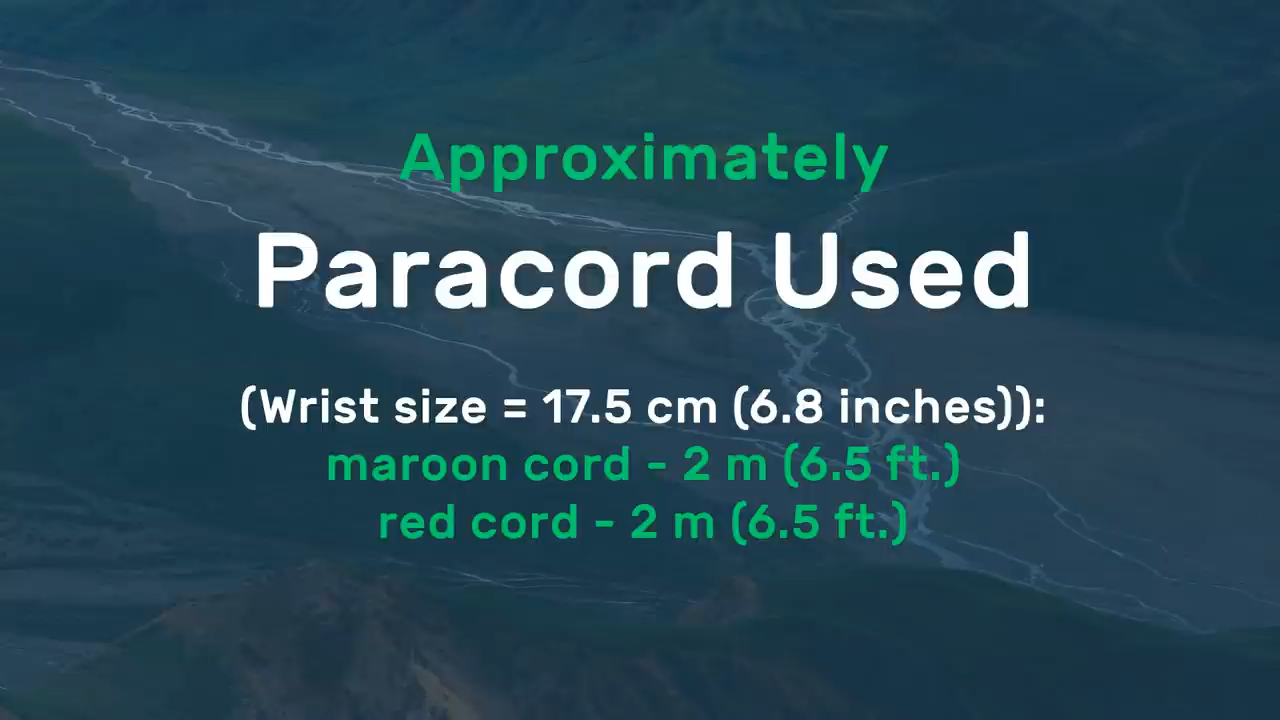 Approximately
Paracord Used
(Wrist size = 17.5 cm (6.8 inches)):
maroon cord - 2 m (6.5 ft.)
red cord - 2 m (6.5 ft.)